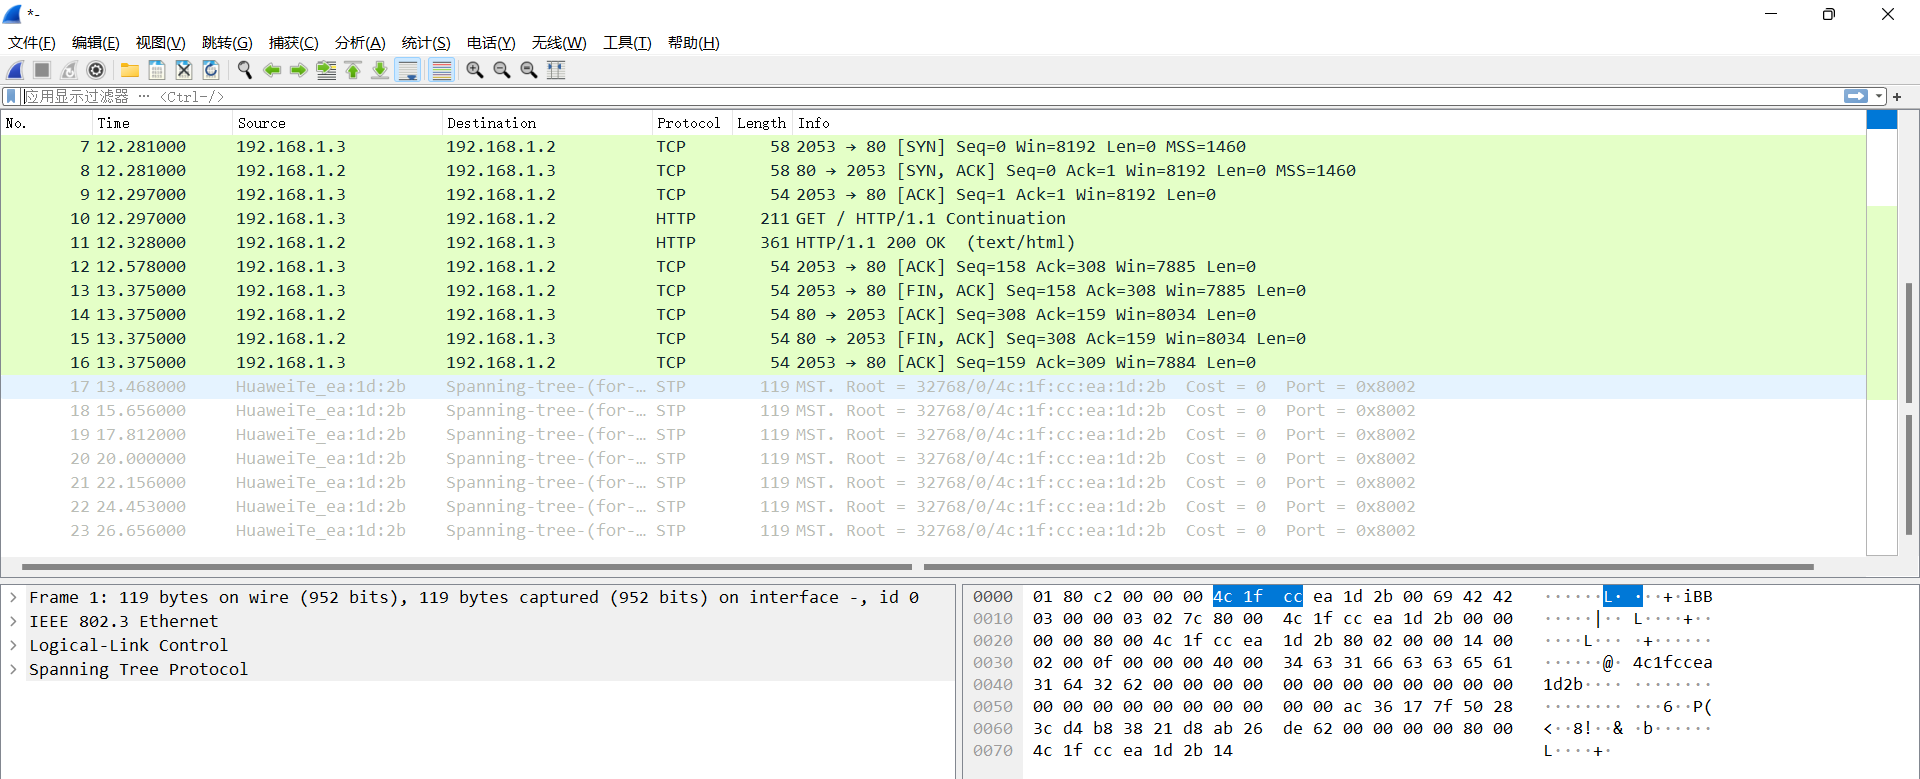 *-
文件(F) 编辑(E) 视图(V) 跳转(G) 捕获(C) 分析(A) 统计(S) 电话(Y) 无线(W) 工具(T) 帮助(H)
应用显示过滤器 … <Ctrl-/>
No. Time Source Destination Protocol Length Info
7 12.281000 192.168.1.3 192.168.1.2 TCP 58 2053 → 80 [SYN] Seq=0 Win=8192 Len=0 MSS=1460
8 12.281000 192.168.1.2 192.168.1.3 TCP 58 80 → 2053 [SYN, ACK] Seq=0 Ack=1 Win=8192 Len=0 MSS=1460
9 12.297000 192.168.1.3 192.168.1.2 TCP 54 2053 → 80 [ACK] Seq=1 Ack=1 Win=8192 Len=0
10 12.297000 192.168.1.3 192.168.1.2 HTTP 211 GET / HTTP/1.1 Continuation
11 12.328000 192.168.1.2 192.168.1.3 HTTP 361 HTTP/1.1 200 OK (text/html)
12 12.578000 192.168.1.3 192.168.1.2 TCP 54 2053 → 80 [ACK] Seq=158 Ack=308 Win=7885 Len=0
13 13.375000 192.168.1.3 192.168.1.2 TCP 54 2053 → 80 [FIN, ACK] Seq=158 Ack=308 Win=7885 Len=0
14 13.375000 192.168.1.2 192.168.1.3 TCP 54 80 → 2053 [ACK] Seq=308 Ack=159 Win=8034 Len=0
15 13.375000 192.168.1.2 192.168.1.3 TCP 54 80 → 2053 [FIN, ACK] Seq=308 Ack=159 Win=8034 Len=0
16 13.375000 192.168.1.3 192.168.1.2 TCP 54 2053 → 80 [ACK] Seq=159 Ack=309 Win=7884 Len=0
17 13.468000 HuaweiTe_ea:1d:2b Spanning-tree-(for-… STP 119 MST. Root = 32768/0/4c:1f:cc:ea:1d:2b Cost = 0 Port = 0x8002
18 15.656000 HuaweiTe_ea:1d:2b Spanning-tree-(for-… STP 119 MST. Root = 32768/0/4c:1f:cc:ea:1d:2b Cost = 0 Port = 0x8002
19 17.812000 HuaweiTe_ea:1d:2b Spanning-tree-(for-… STP 119 MST. Root = 32768/0/4c:1f:cc:ea:1d:2b Cost = 0 Port = 0x8002
20 20.000000 HuaweiTe_ea:1d:2b Spanning-tree-(for-… STP 119 MST. Root = 32768/0/4c:1f:cc:ea:1d:2b Cost = 0 Port = 0x8002
21 22.156000 HuaweiTe_ea:1d:2b Spanning-tree-(for-… STP 119 MST. Root = 32768/0/4c:1f:cc:ea:1d:2b Cost = 0 Port = 0x8002
22 24.453000 HuaweiTe_ea:1d:2b Spanning-tree-(for-… STP 119 MST. Root = 32768/0/4c:1f:cc:ea:1d:2b Cost = 0 Port = 0x8002
23 26.656000 HuaweiTe_ea:1d:2b Spanning-tree-(for-… STP 119 MST. Root = 32768/0/4c:1f:cc:ea:1d:2b Cost = 0 Port = 0x8002
Frame 1: 119 bytes on wire (952 bits), 119 bytes captured (952 bits) on interface -, id 0
IEEE 802.3 Ethernet
Logical-Link Control
Spanning Tree Protocol
0000 01 80 c2 00 00 00 4c 1f cc ea 1d 2b 00 69 42 42 ······L· ··+·iBB
0010 03 00 00 03 02 7c 80 00 4c 1f cc ea 1d 2b 00 00 ·····|·· L····+··
0020 00 00 80 00 4c 1f cc ea 1d 2b 80 02 00 00 14 00 ····L··· ·+······
0030 02 00 0f 00 00 00 40 00 34 63 31 66 63 63 65 61 ······@· 4c1fccea
0040 31 64 32 62 00 00 00 00 00 00 00 00 00 00 00 00 1d2b···· ········
0050 00 00 00 00 00 00 00 00 00 00 ac 36 17 7f 50 28 ········ ···6··P(
0060 3c d4 b8 38 21 d8 ab 26 de 62 00 00 00 00 80 00 <··8!··& ·b······
0070 4c 1f cc ea 1d 2b 14 L····+·